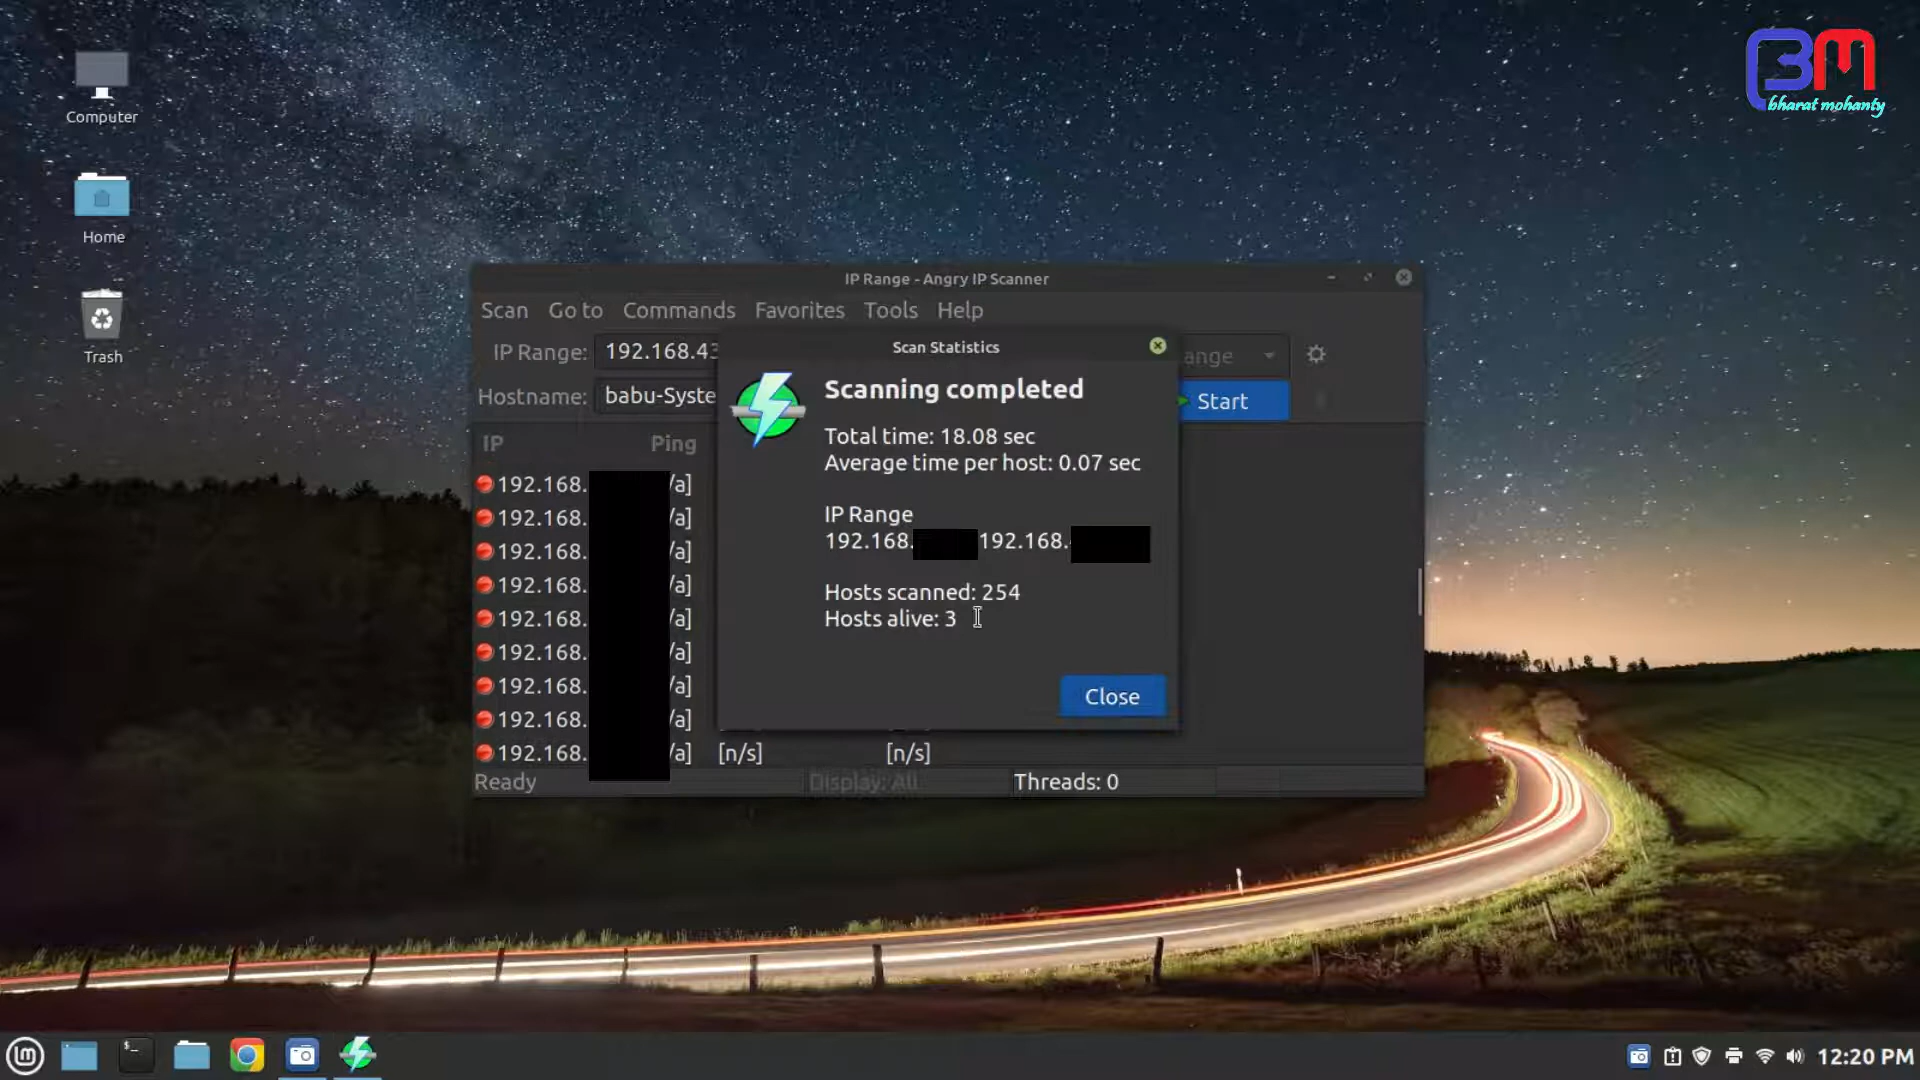 Computer
Home
Trash
BM
bharat mohanty
IP Range - Angry IP Scanner
Scan Go to Commands Favorites Tools Help
IP Range: 192.168.43
ange
Hostname: babu-Syste
Start
IP Ping
192.168. /a]
192.168. /a]
192.168. /a]
192.168. /a]
192.168. /a]
192.168. /a]
192.168. /a]
192.168. /a]
192.168. /a] [n/s] [n/s]
Ready Display: All Threads: 0
Scan Statistics
Scanning completed
Total time: 18.08 sec
Average time per host: 0.07 sec
IP Range
192.168. 192.168.
Hosts scanned: 254
Hosts alive: 3
Close
12:20 PM